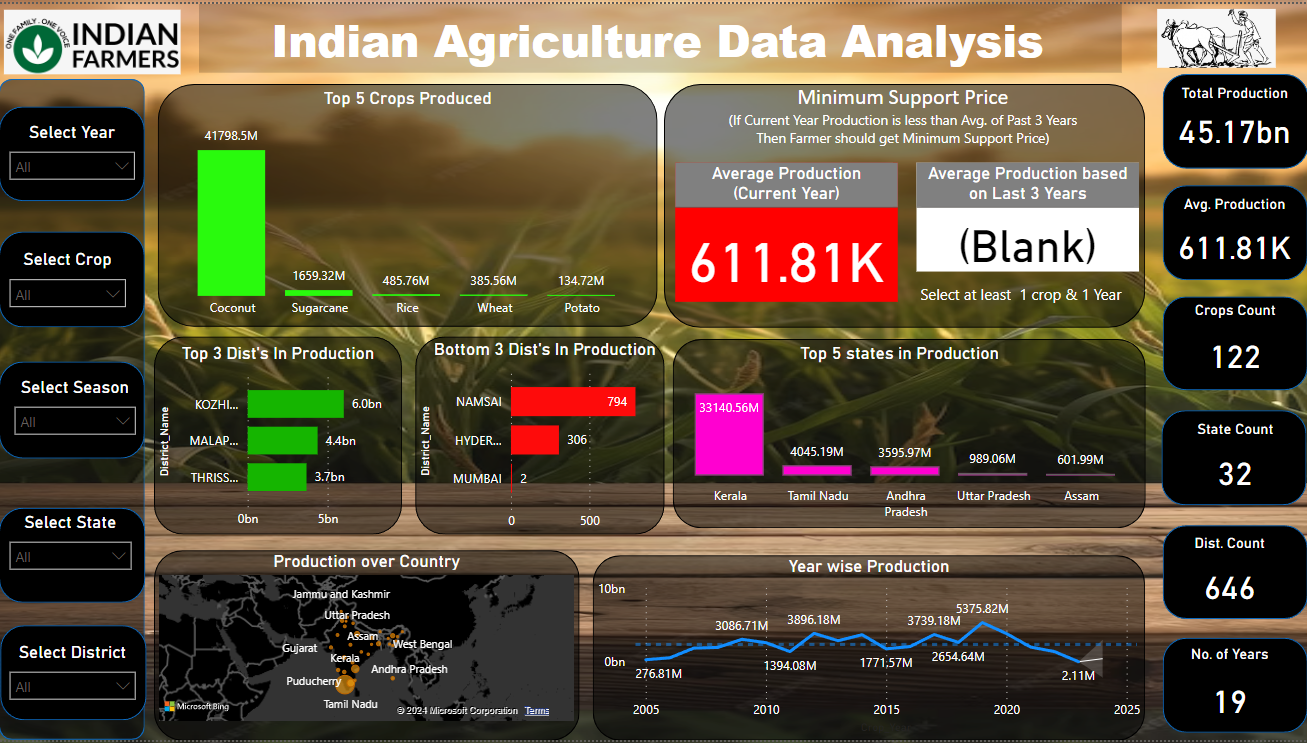 ONE FAMILY - ONE VOICE
INDIAN
FARMERS
Indian Agriculture Data Analysis
Select Year
All
Select Crop
All
Select Season
All
Select State
All
Select District
All
Top 5 Crops Produced
41798.5M
1659.32M
485.76M
385.56M
134.72M
Coconut
Sugarcane
Rice
Wheat
Potato
Minimum Support Price
(If Current Year Production is less than Avg. of Past 3 Years
Then Farmer should get Minimum Support Price)
Average Production
(Current Year)
611.81K
Average Production based
on Last 3 Years
(Blank)
Select at least 1 crop & 1 Year
Total Production
45.17bn
Avg. Production
611.81K
Crops Count
122
State Count
32
Dist. Count
646
No. of Years
19
Top 3 Dist's In Production
District_Name
KOZHI...
6.0bn
MALAP...
4.4bn
THRISS...
3.7bn
0bn
5bn
Bottom 3 Dist's In Production
District_Name
NAMSAI
794
HYDER...
306
MUMBAI
2
0
500
Top 5 states in Production
33140.56M
4045.19M
3595.97M
989.06M
601.99M
Kerala
Tamil Nadu
Andhra
Pradesh
Uttar Pradesh
Assam
Production over Country
Jammu and Kashmir
Uttar Pradesh
Assam
West Bengal
Gujarat
Kerala
Andhra Pradesh
Puducherry
Tamil Nadu
Microsoft Bing
© 2024 Microsoft Corporation
Terms
Year wise Production
10bn
0bn
276.81M
3086.71M
1394.08M
3896.18M
1771.57M
3739.18M
2654.64M
5375.82M
2.11M
2005
2010
2015
2020
2025